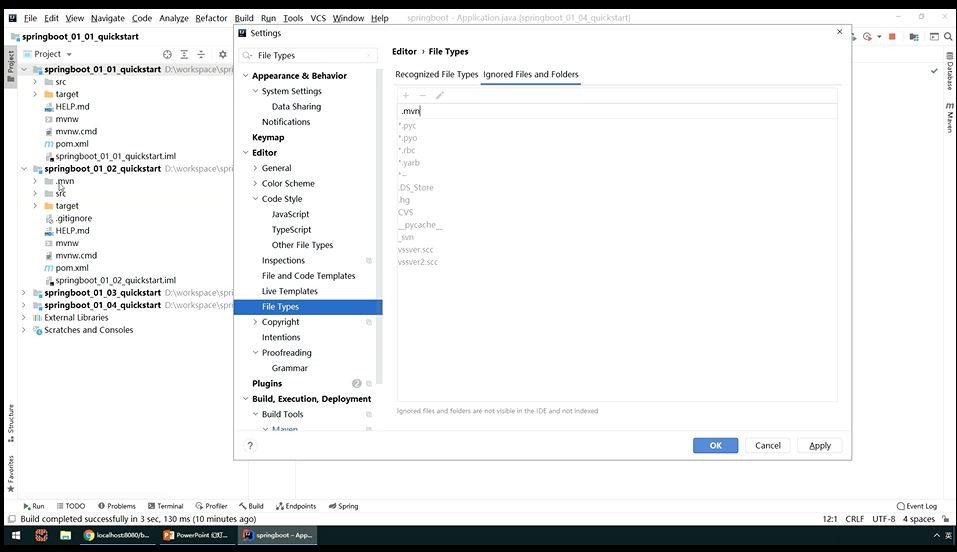 File Edit View Navigate Code Analyze Refactor Build Run Tools VCS Window Help springboot - Application.java [springboot_01_04_quickstart]
springboot_01_01_quickstart
Project
springboot_01_01_quickstart D:\workspace\spri
src
target
HELP.md
mvnw
mvnw.cmd
pom.xml
springboot_01_01_quickstart.iml
springboot_01_02_quickstart D:\workspace\spri
.mvn
src
target
.gitignore
HELP.md
mvnw
mvnw.cmd
pom.xml
springboot_01_02_quickstart.iml
springboot_01_03_quickstart D:\workspace\spri
springboot_01_04_quickstart D:\workspace\spri
External Libraries
Scratches and Consoles
Project
Structure
Favorites
Settings
File Types
Appearance & Behavior
System Settings
Data Sharing
Notifications
Keymap
Editor
General
Color Scheme
Code Style
JavaScript
TypeScript
Other File Types
Inspections
File and Code Templates
Live Templates
File Types
Copyright
Intentions
Proofreading
Grammar
Plugins 2
Build, Execution, Deployment
Build Tools
Maven
Editor › File Types
Recognized File Types Ignored Files and Folders
.mvn
*.pyc
*.pyo
*.rbc
*.yarb
*~
.DS_Store
.hg
CVS
__pycache__
_svn
vssver.scc
vssver2.scc
Ignored files and folders are not visible in the IDE and not indexed
? OK Cancel Apply
Database
Maven
Run TODO Problems Terminal Profiler Build Endpoints Spring Event Log
Build completed successfully in 3 sec, 130 ms (10 minutes ago) 12:1 CRLF UTF-8 4 spaces
localhost:8080/b... PowerPoint springboot – App... 英